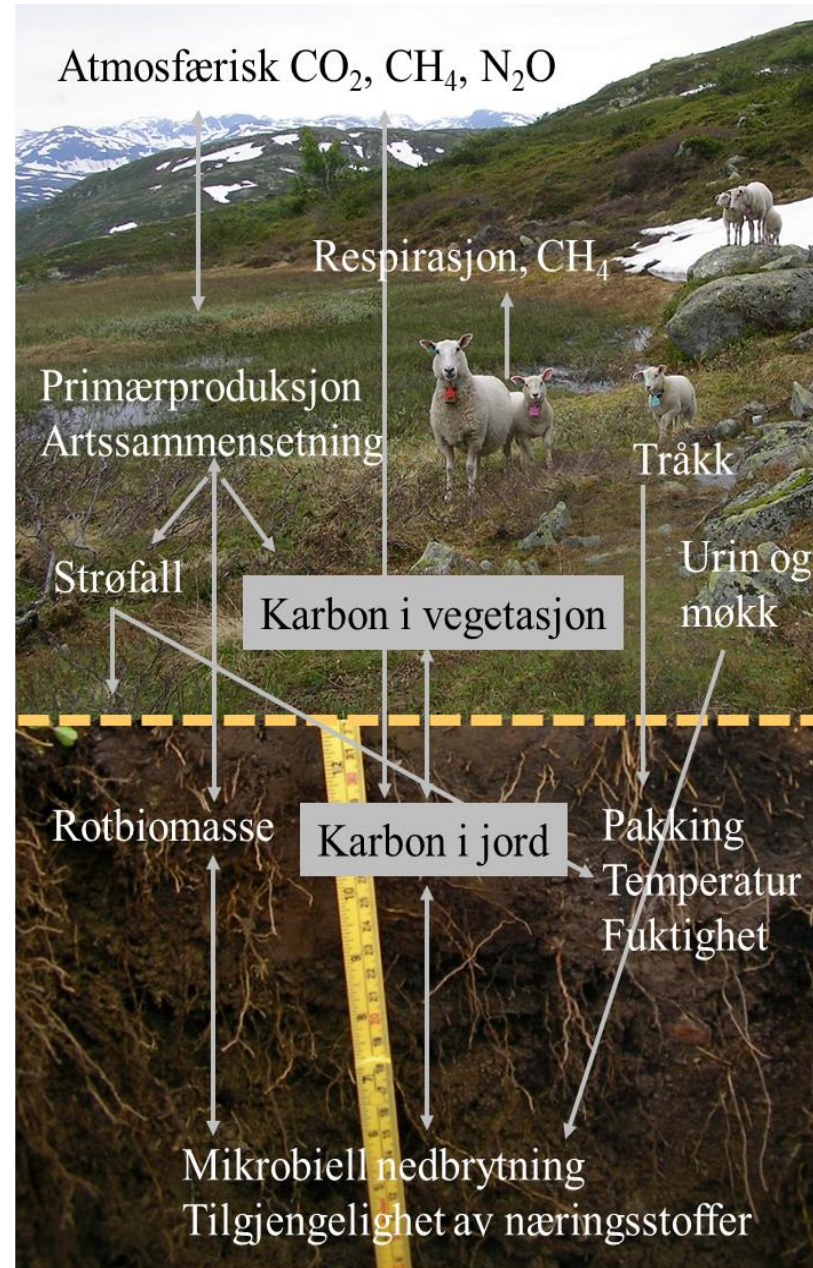 Atmosfærisk CO₂, CH₄, N₂O
Respirasjon, CH₄
Primærproduksjon
Artssammensetning
Tråkk
Strøfall
Urin og
møkk
Karbon i vegetasjon
Rotbiomasse
Karbon i jord
Pakking
Temperatur
Fuktighet
Mikrobiell nedbrytning
Tilgjengelighet av næringsstoffer